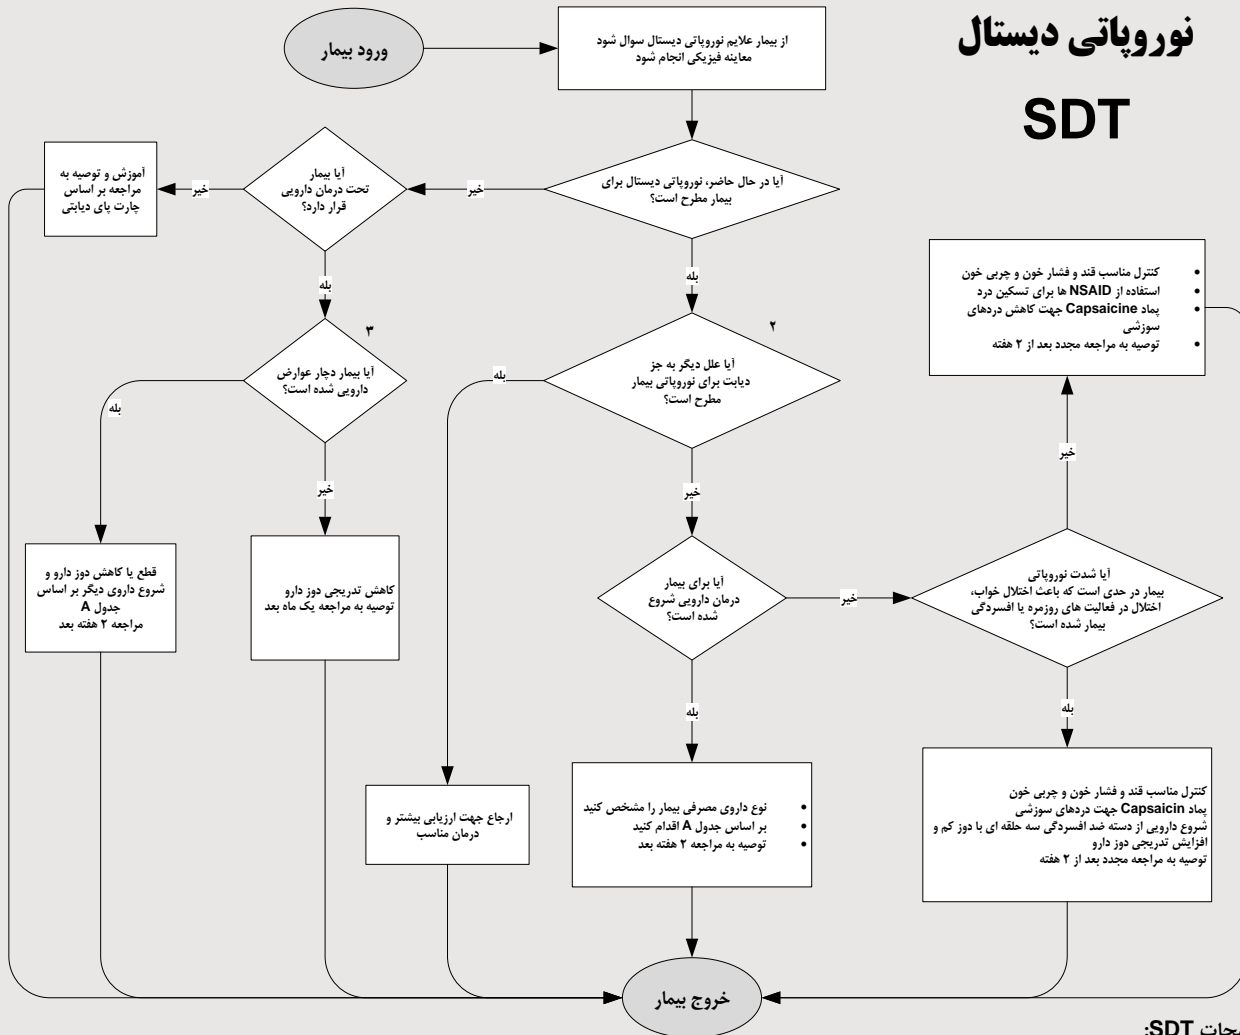 نوروپاتی دیستال
SDT
ورود بیمار
از بیمار علایم نوروپاتی دیستال سوال شود
معاینه فیزیکی انجام شود
آیا در حال حاضر، نوروپاتی دیستال برای
بیمار مطرح است؟
خیر
بله
آیا بیمار
تحت درمان دارویی
قرار دارد؟
خیر
بله
آموزش و توصیه به
مراجعه بر اساس
چارت پای دیابتی
۳
آیا بیمار دچار عوارض
دارویی شده است؟
بله
خیر
قطع یا کاهش دوز دارو و
شروع داروی دیگر بر اساس
جدول A
مراجعه ۲ هفته بعد
کاهش تدریجی دوز دارو
توصیه به مراجعه یک ماه بعد
۲
آیا علل دیگر به جز
دیابت برای نوروپاتی بیمار
مطرح است؟
بله
خیر
ارجاع جهت ارزیابی بیشتر و
درمان مناسب
آیا برای بیمار
درمان دارویی شروع
شده است؟
خیر
بله
• نوع داروی مصرفی بیمار را مشخص کنید
• بر اساس جدول A اقدام کنید
• توصیه به مراجعه ۲ هفته بعد
آیا شدت نوروپاتی
بیمار در حدی است که باعث اختلال خواب،
اختلال در فعالیت های روزمره یا افسردگی
بیمار شده است؟
خیر
بله
• کنترل مناسب قند و فشار خون و چربی خون
• استفاده از NSAID ها برای تسکین درد
• پماد Capsaicine جهت کاهش دردهای
سوزشی
• توصیه به مراجعه مجدد بعد از ۲ هفته
کنترل مناسب قند و فشار خون و چربی خون
پماد Capsaicin جهت دردهای سوزشی
شروع دارویی از دسته ضد افسردگی سه حلقه ای با دوز کم و
افزایش تدریجی دوز دارو
توصیه به مراجعه مجدد بعد از ۲ هفته
خروج بیمار
SDT: